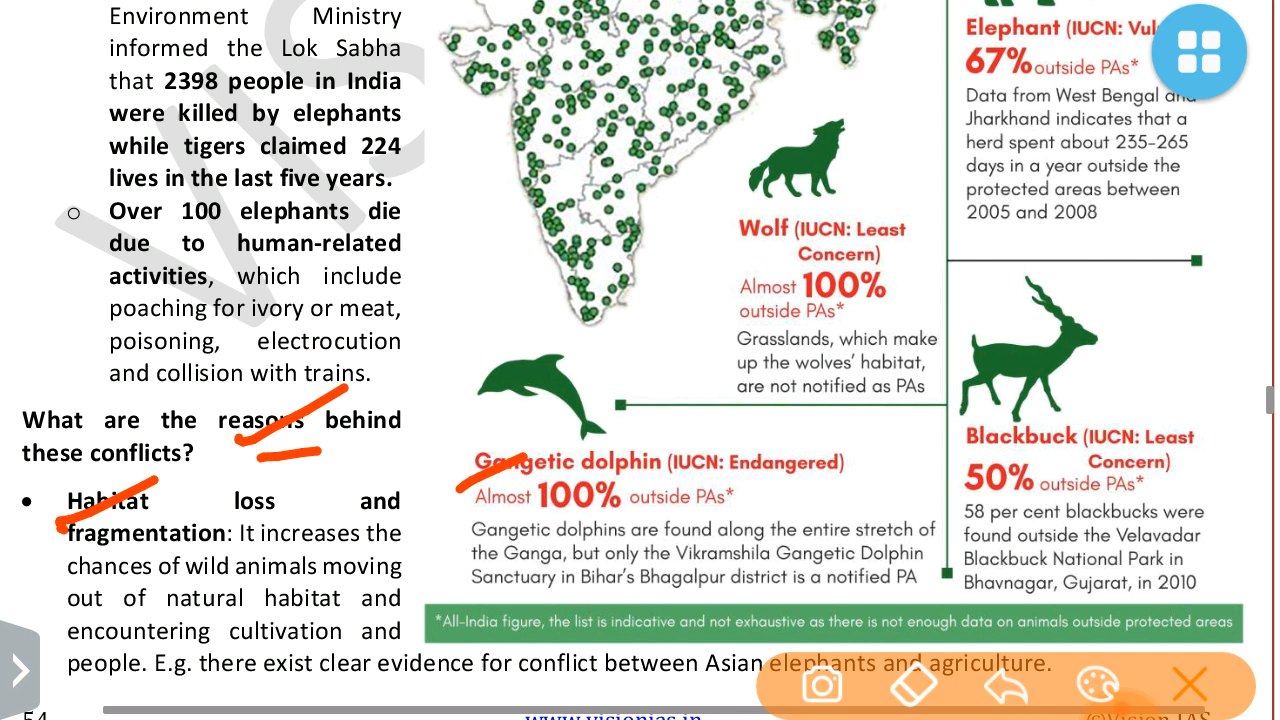 Environment Ministry
informed the Lok Sabha
that 2398 people in India
were killed by elephants
while tigers claimed 224
lives in the last five years.
o Over 100 elephants die
due to human-related
activities, which include
poaching for ivory or meat,
poisoning, electrocution
and collision with trains.
What are the reasons behind
these conflicts?
• Habitat loss and
fragmentation: It increases the
chances of wild animals moving
out of natural habitat and
encountering cultivation and
people. E.g. there exist clear evidence for conflict between Asian elephants and agriculture.
Elephant (IUCN: Vul
67% outside PAs*
Data from West Bengal and
Jharkhand indicates that a
herd spent about 235-265
days in a year outside the
protected areas between
2005 and 2008
Wolf (IUCN: Least
Concern)
Almost 100%
outside PAs*
Grasslands, which make
up the wolves' habitat,
are not notified as PAs
Gangetic dolphin (IUCN: Endangered)
Almost 100% outside PAs*
Gangetic dolphins are found along the entire stretch of
the Ganga, but only the Vikramshila Gangetic Dolphin
Sanctuary in Bihar's Bhagalpur district is a notified PA
Blackbuck (IUCN: Least
Concern)
50% outside PAs*
58 per cent blackbucks were
found outside the Velavadar
Blackbuck National Park in
Bhavnagar, Gujarat, in 2010
*All-India figure, the list is indicative and not exhaustive as there is not enough data on animals outside protected areas
54
www.visionias.in
©Vision IAS
VIS